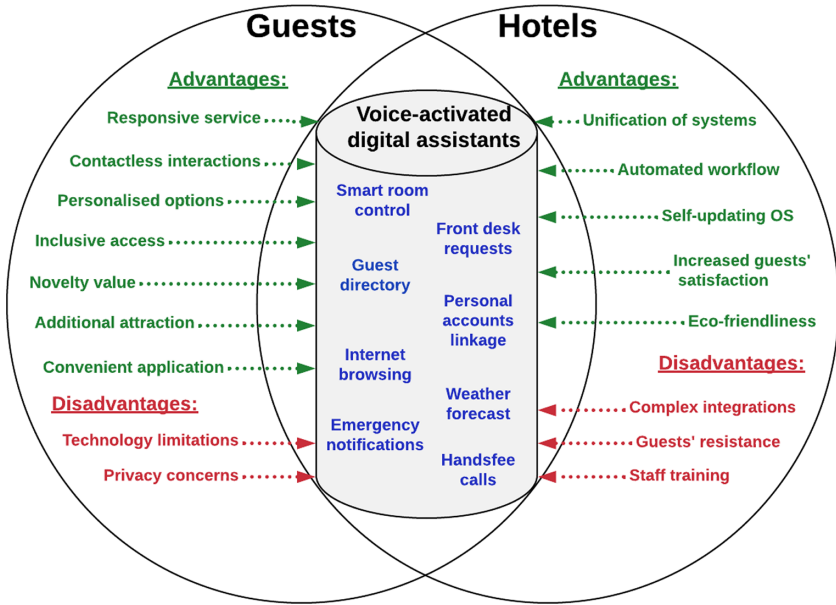 Guests
Hotels
Advantages:
Responsive service
Contactless interactions
Personalised options
Inclusive access
Novelty value
Additional attraction
Convenient application
Disadvantages:
Technology limitations
Privacy concerns
Voice-activated
digital assistants
Smart room
control
Front desk
requests
Guest
directory
Personal
accounts
linkage
Internet
browsing
Weather
forecast
Emergency
notifications
Handsfee
calls
Advantages:
Unification of systems
Automated workflow
Self-updating OS
Increased guests'
satisfaction
Eco-friendliness
Disadvantages:
Complex integrations
Guests' resistance
Staff training